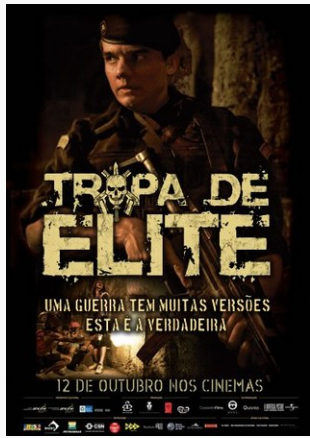 TROPA DE
ELITE
UMA GUERRA TEM MUITAS VERSÕES
ESTA É A VERDADEIRA
12 DE OUTUBRO NOS CINEMAS